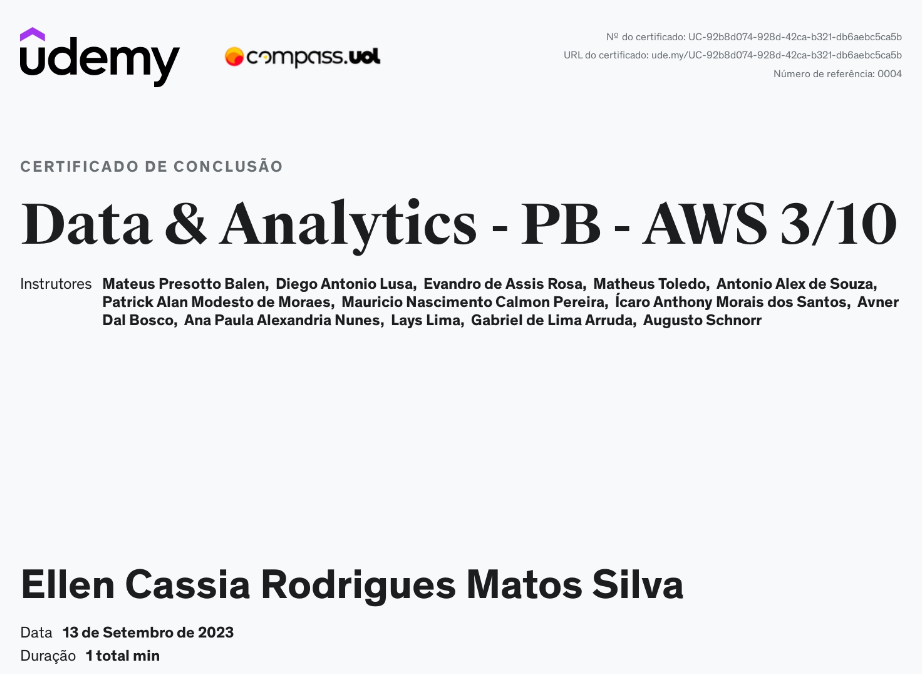 udemy
compass.uol
Nº do certificado: UC-92b8d074-928d-42ca-b321-db6aebc5ca5b
URL do certificado: ude.my/UC-92b8d074-928d-42ca-b321-db6aebc5ca5b
Número de referência: 0004
CERTIFICADO DE CONCLUSÃO
Data & Analytics - PB - AWS 3/10
Instrutores Mateus Presotto Balen, Diego Antonio Lusa, Evandro de Assis Rosa, Matheus Toledo, Antonio Alex de Souza,
Patrick Alan Modesto de Moraes, Mauricio Nascimento Calmon Pereira, Ícaro Anthony Morais dos Santos, Avner
Dal Bosco, Ana Paula Alexandria Nunes, Lays Lima, Gabriel de Lima Arruda, Augusto Schnorr
Ellen Cassia Rodrigues Matos Silva
Data 13 de Setembro de 2023
Duração 1 total min